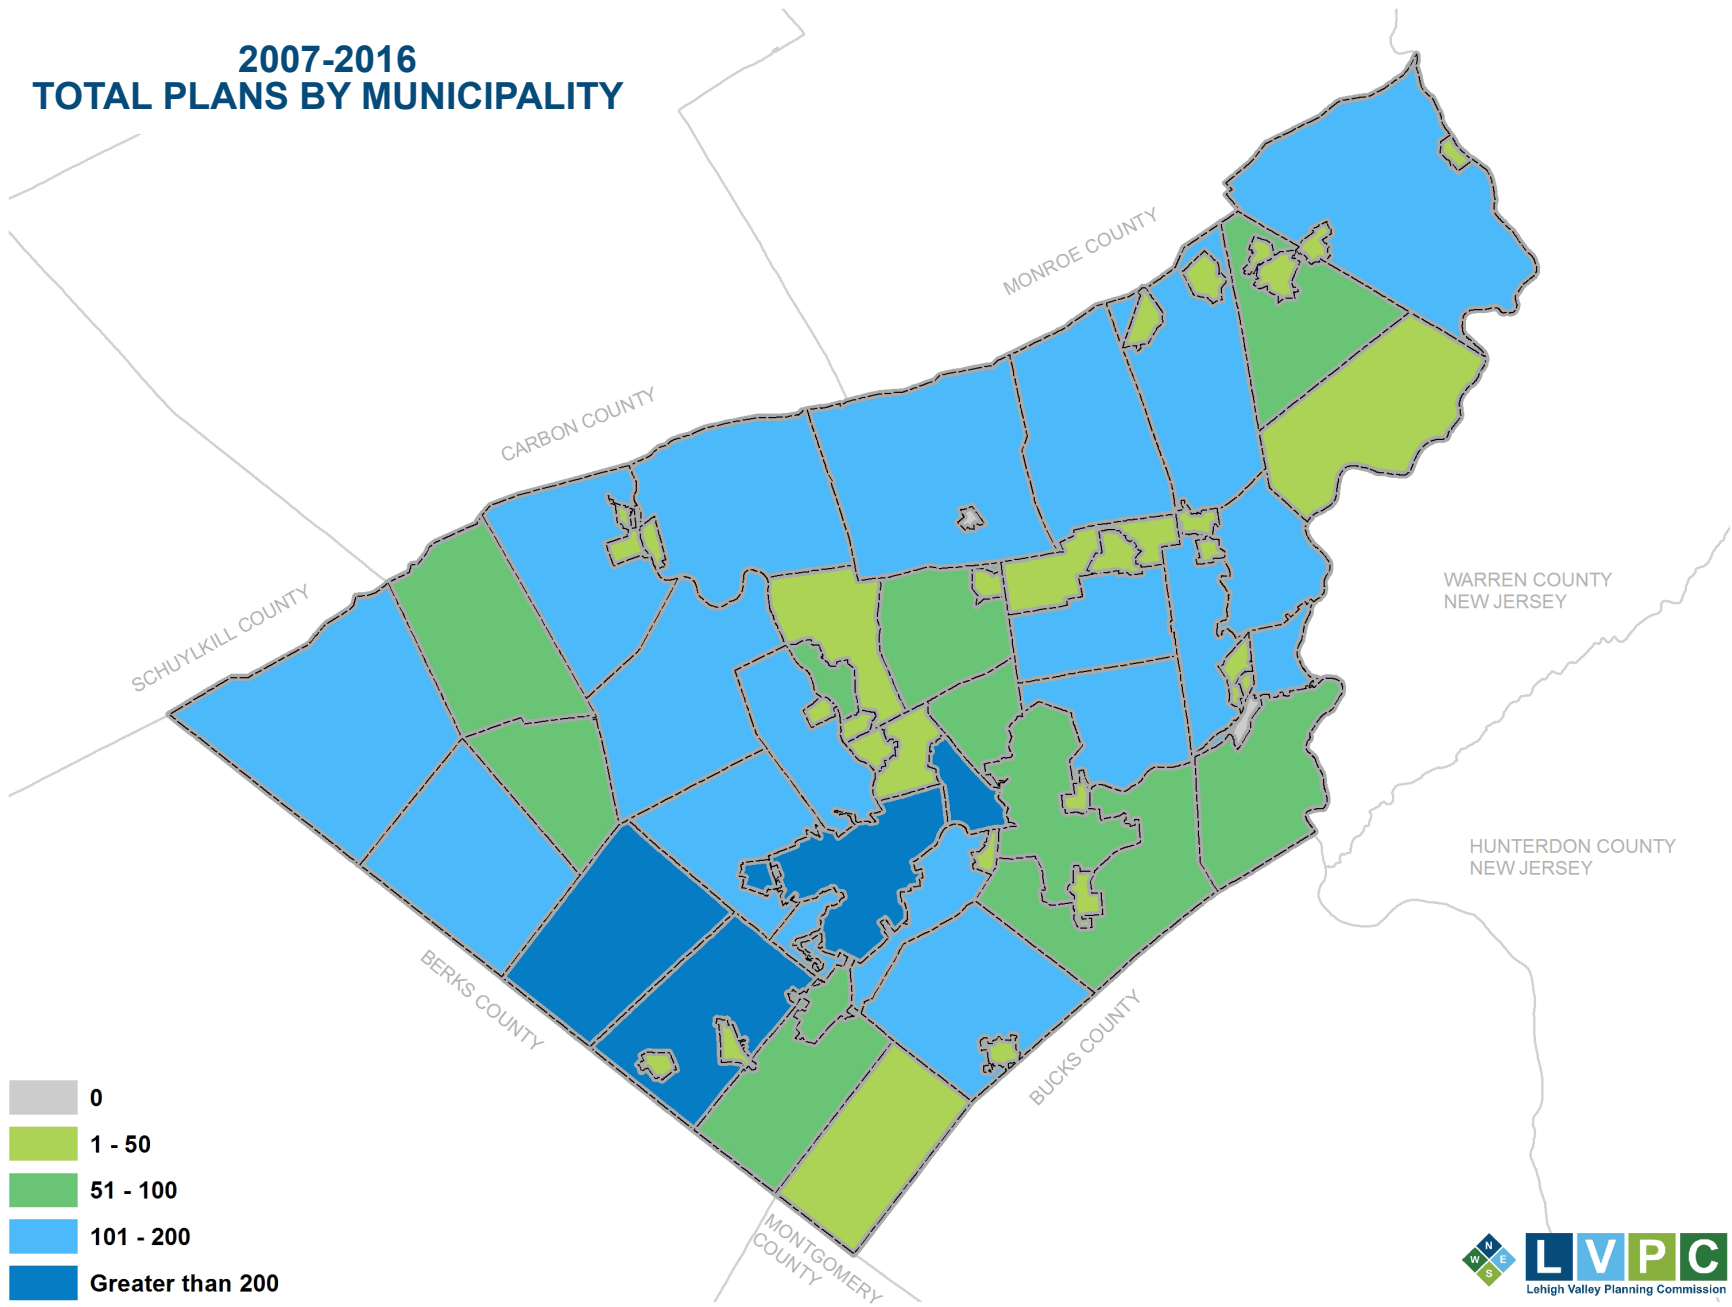 2007-2016
TOTAL PLANS BY MUNICIPALITY
MONROE COUNTY
CARBON COUNTY
SCHUYLKILL COUNTY
WARREN COUNTY
NEW JERSEY
HUNTERDON COUNTY
NEW JERSEY
BERKS COUNTY
BUCKS COUNTY
MONTGOMERY
COUNTY
0
1 - 50
51 - 100
101 - 200
Greater than 200
N
W E
S
L V P C
Lehigh Valley Planning Commission